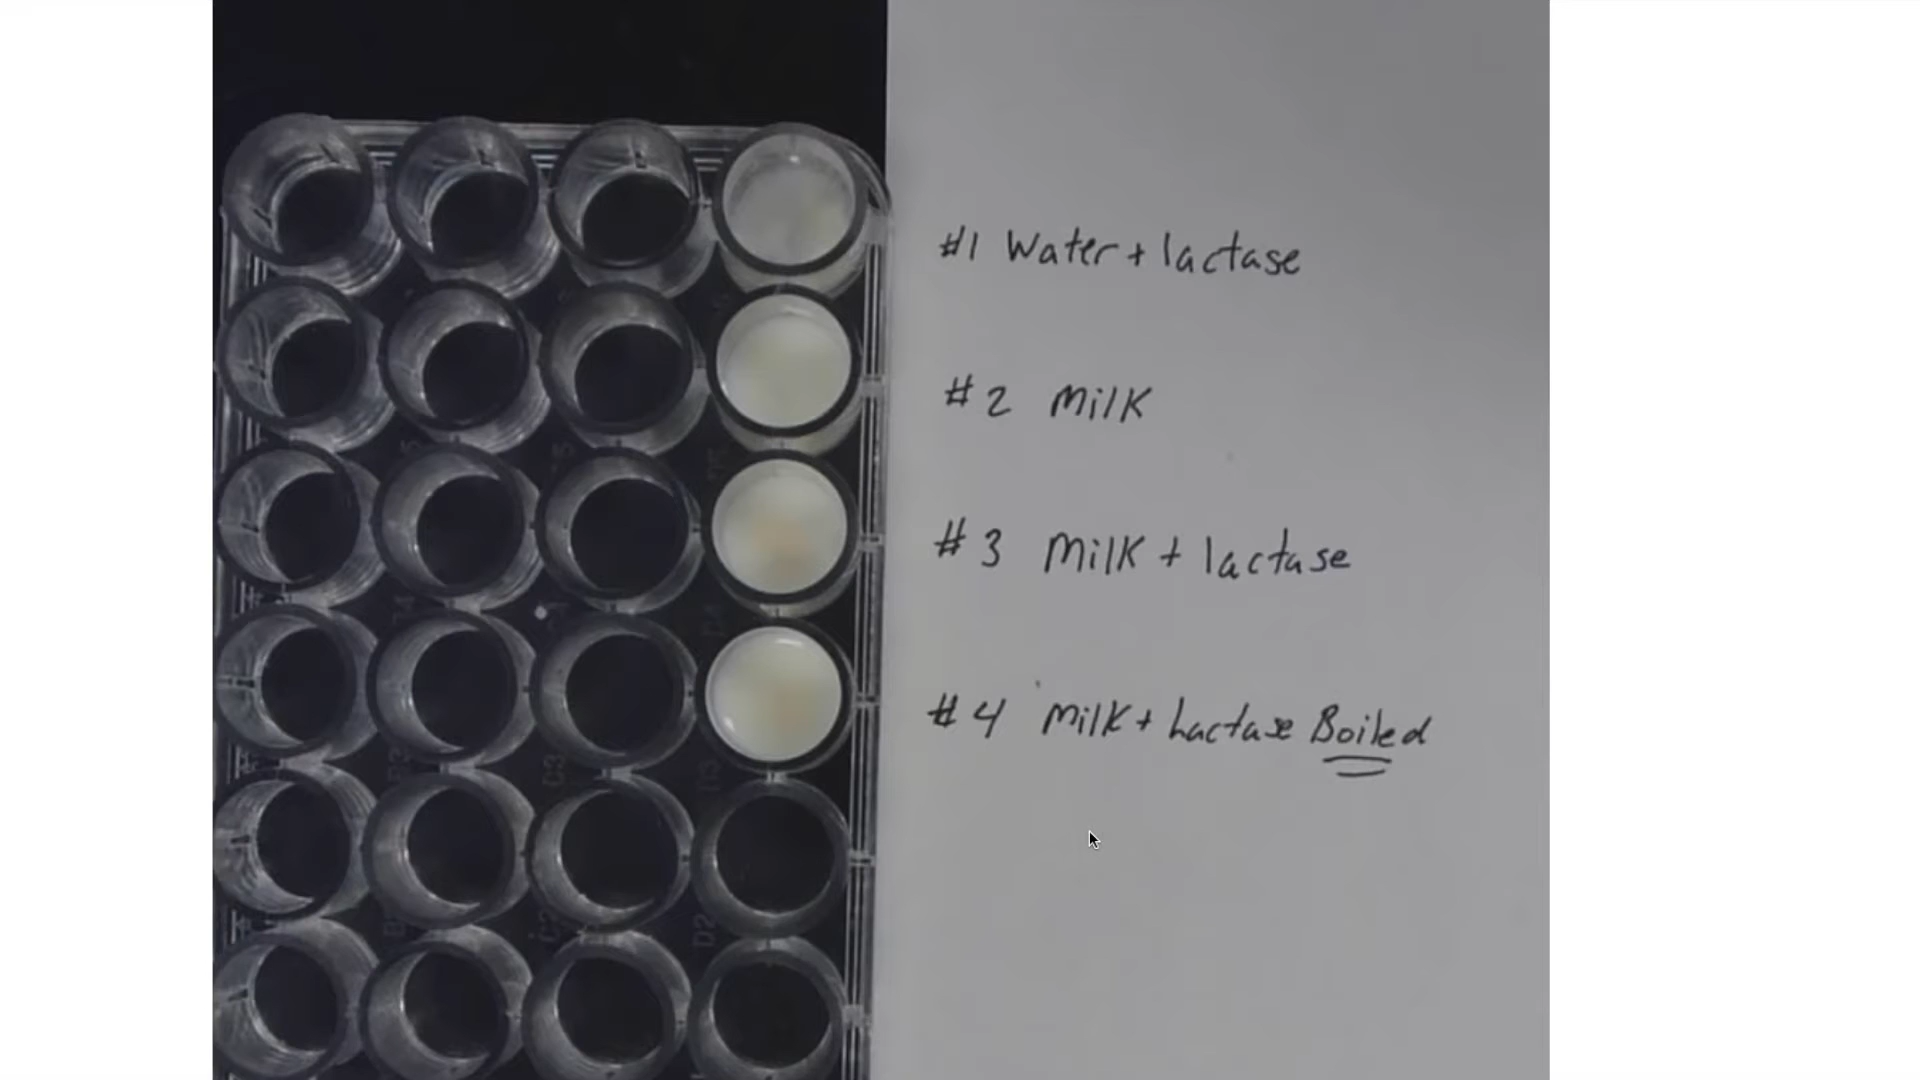 #1 Water + lactase
#2 Milk
#3 Milk + lactase
#4 Milk + Lactase Boiled